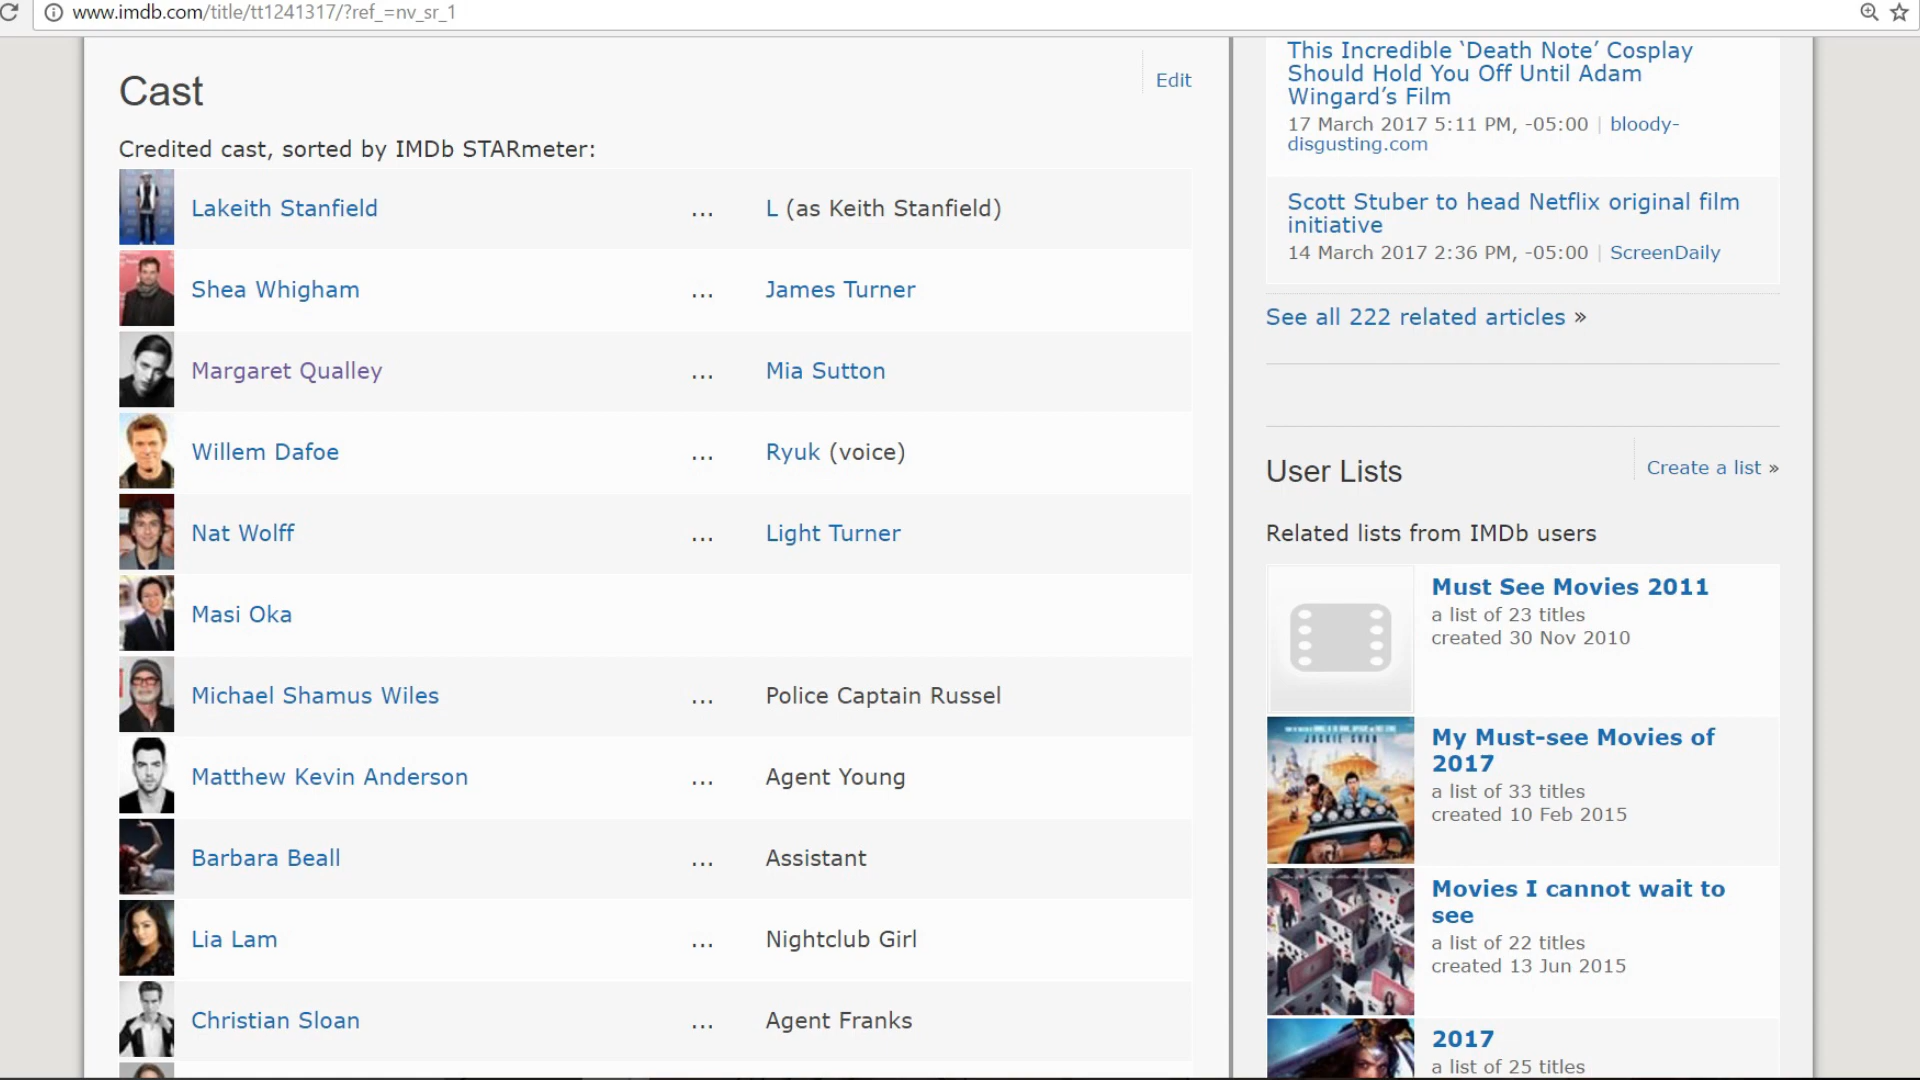 www.imdb.com/title/tt1241317/?ref_=nv_sr_1
Cast
Edit
Credited cast, sorted by IMDb STARmeter:
Lakeith Stanfield ... L (as Keith Stanfield)
Shea Whigham ... James Turner
Margaret Qualley ... Mia Sutton
Willem Dafoe ... Ryuk (voice)
Nat Wolff ... Light Turner
Masi Oka
Michael Shamus Wiles ... Police Captain Russel
Matthew Kevin Anderson ... Agent Young
Barbara Beall ... Assistant
Lia Lam ... Nightclub Girl
Christian Sloan ... Agent Franks
This Incredible ‘Death Note’ Cosplay
Should Hold You Off Until Adam
Wingard’s Film
17 March 2017 5:11 PM, -05:00 | bloody-
disgusting.com
Scott Stuber to head Netflix original film
initiative
14 March 2017 2:36 PM, -05:00 | ScreenDaily
See all 222 related articles »
User Lists
Create a list »
Related lists from IMDb users
Must See Movies 2011
a list of 23 titles
created 30 Nov 2010
JACKIE CHAN
My Must-see Movies of
2017
a list of 33 titles
created 10 Feb 2015
Movies I cannot wait to
see
a list of 22 titles
created 13 Jun 2015
2017
a list of 25 titles